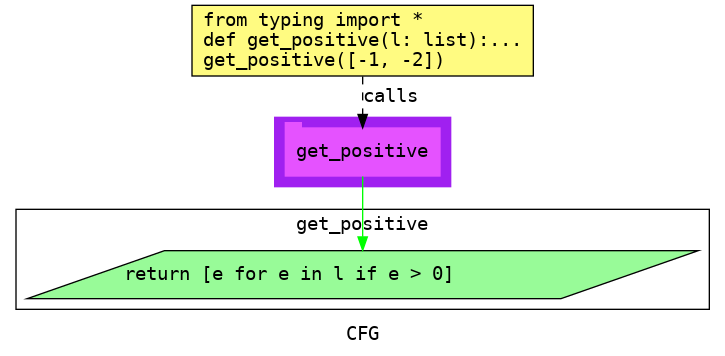 from typing import *
def get_positive(l: list):...
get_positive([-1, -2])
calls
get_positive
get_positive
return [e for e in l if e > 0]
CFG